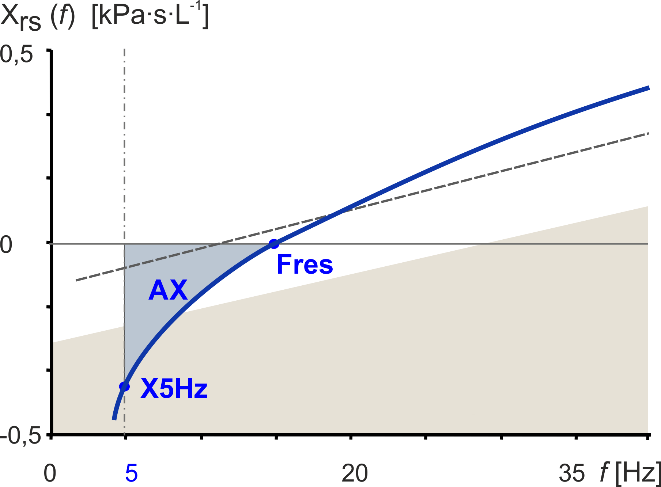 Xrs (f) [kPa·s·L-1]
0,5
0
Fres
AX
X5Hz
-0,5
0 5 20 35 f [Hz]